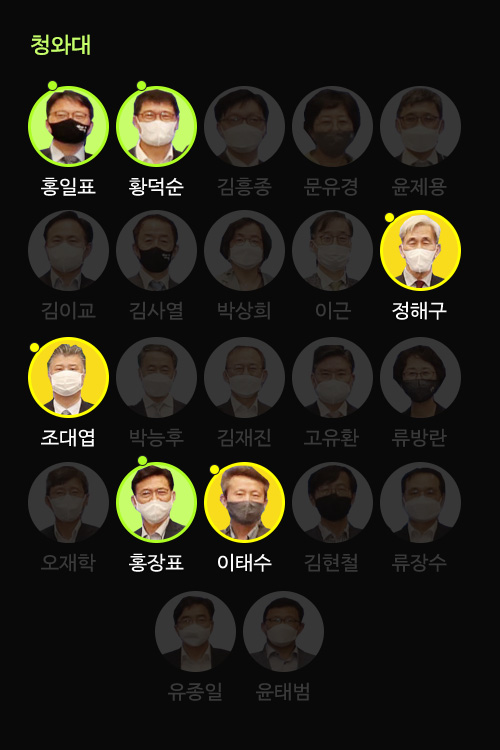 청와대
홍일표 황덕순 김흥종 문유경 윤제용
김이교 김사열 박상희 이근 정해구
조대엽 박능후 김재진 고유환 류방란
오재학 홍장표 이태수 김현철 류장수
유종일 윤태범